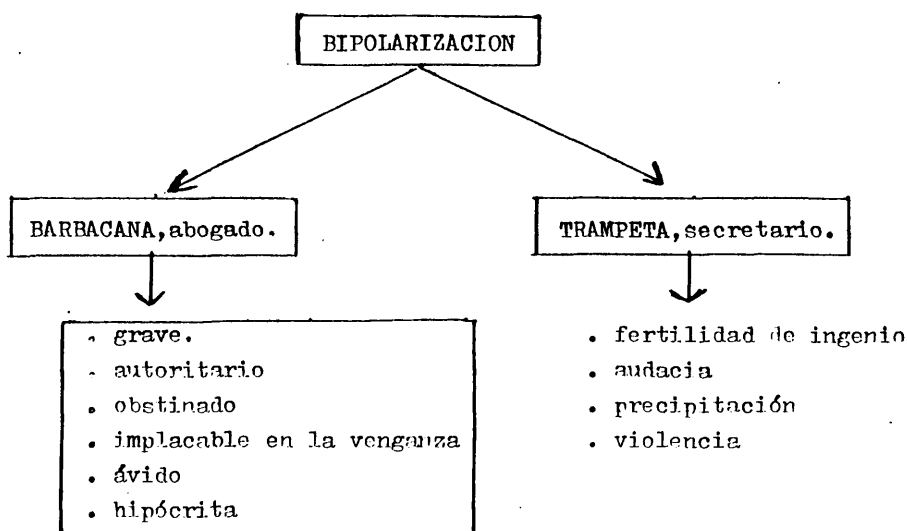 BIPOLARIZACION
BARBACANA, abogado.
TRAMPETA, secretario.
. grave.
. autoritario
. obstinado
. implacable en la venganza
. ávido
. hipócrita
. fertilidad de ingenio
. audacia
. precipitación
. violencia